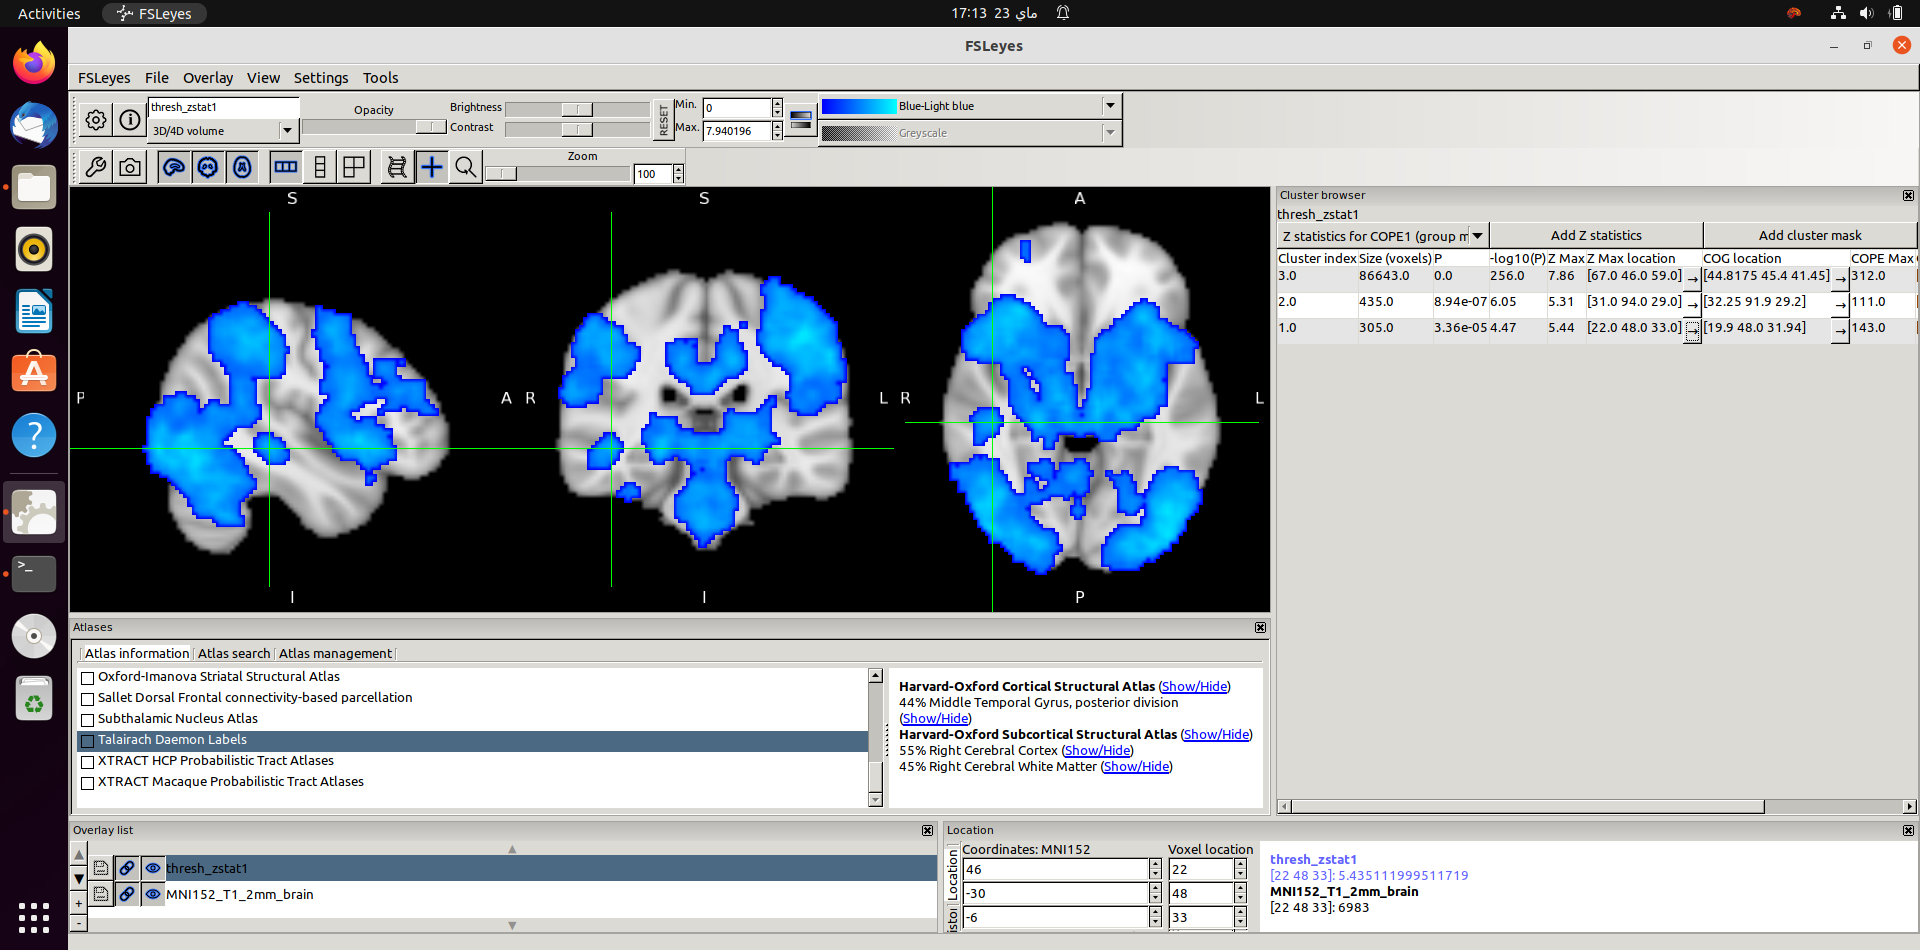 Activities
FSLeyes
17:13 23 ماي
FSLeyes
FSLeyes File Overlay View Settings Tools
thresh_zstat1
3D/4D volume
Opacity
Brightness
Contrast
RESET
Min. 0
Max. 7.940196
Blue-Light blue
Greyscale
Zoom
100
S S A
P A R L R L
I I P
Cluster browser
thresh_zstat1
Z statistics for COPE1 (group m
Add Z statistics
Add cluster mask
Cluster index Size (voxels) P -log10(P) Z Max Z Max location COG location COPE Max
3.0 86643.0 0.0 256.0 7.86 [67.0 46.0 59.0] → [44.8175 45.4 41.45] → 312.0
2.0 435.0 8.94e-07 6.05 5.31 [31.0 94.0 29.0] → [32.25 91.9 29.2] → 111.0
1.0 305.0 3.36e-05 4.47 5.44 [22.0 48.0 33.0] → [19.9 48.0 31.94] → 143.0
Atlases
Atlas information Atlas search Atlas management
Oxford-Imanova Striatal Structural Atlas
Sallet Dorsal Frontal connectivity-based parcellation
Subthalamic Nucleus Atlas
Talairach Daemon Labels
XTRACT HCP Probabilistic Tract Atlases
XTRACT Macaque Probabilistic Tract Atlases
Harvard-Oxford Cortical Structural Atlas (Show/Hide)
44% Middle Temporal Gyrus, posterior division
(Show/Hide)
Harvard-Oxford Subcortical Structural Atlas (Show/Hide)
55% Right Cerebral Cortex (Show/Hide)
45% Right Cerebral White Matter (Show/Hide)
Overlay list
thresh_zstat1
MNI152_T1_2mm_brain
+
-
Location
Location
Coordinates: MNI152 Voxel location
46 22
-30 48
-6 33
thresh_zstat1
[22 48 33]: 5.435111999511719
MNI152_T1_2mm_brain
[22 48 33]: 6983